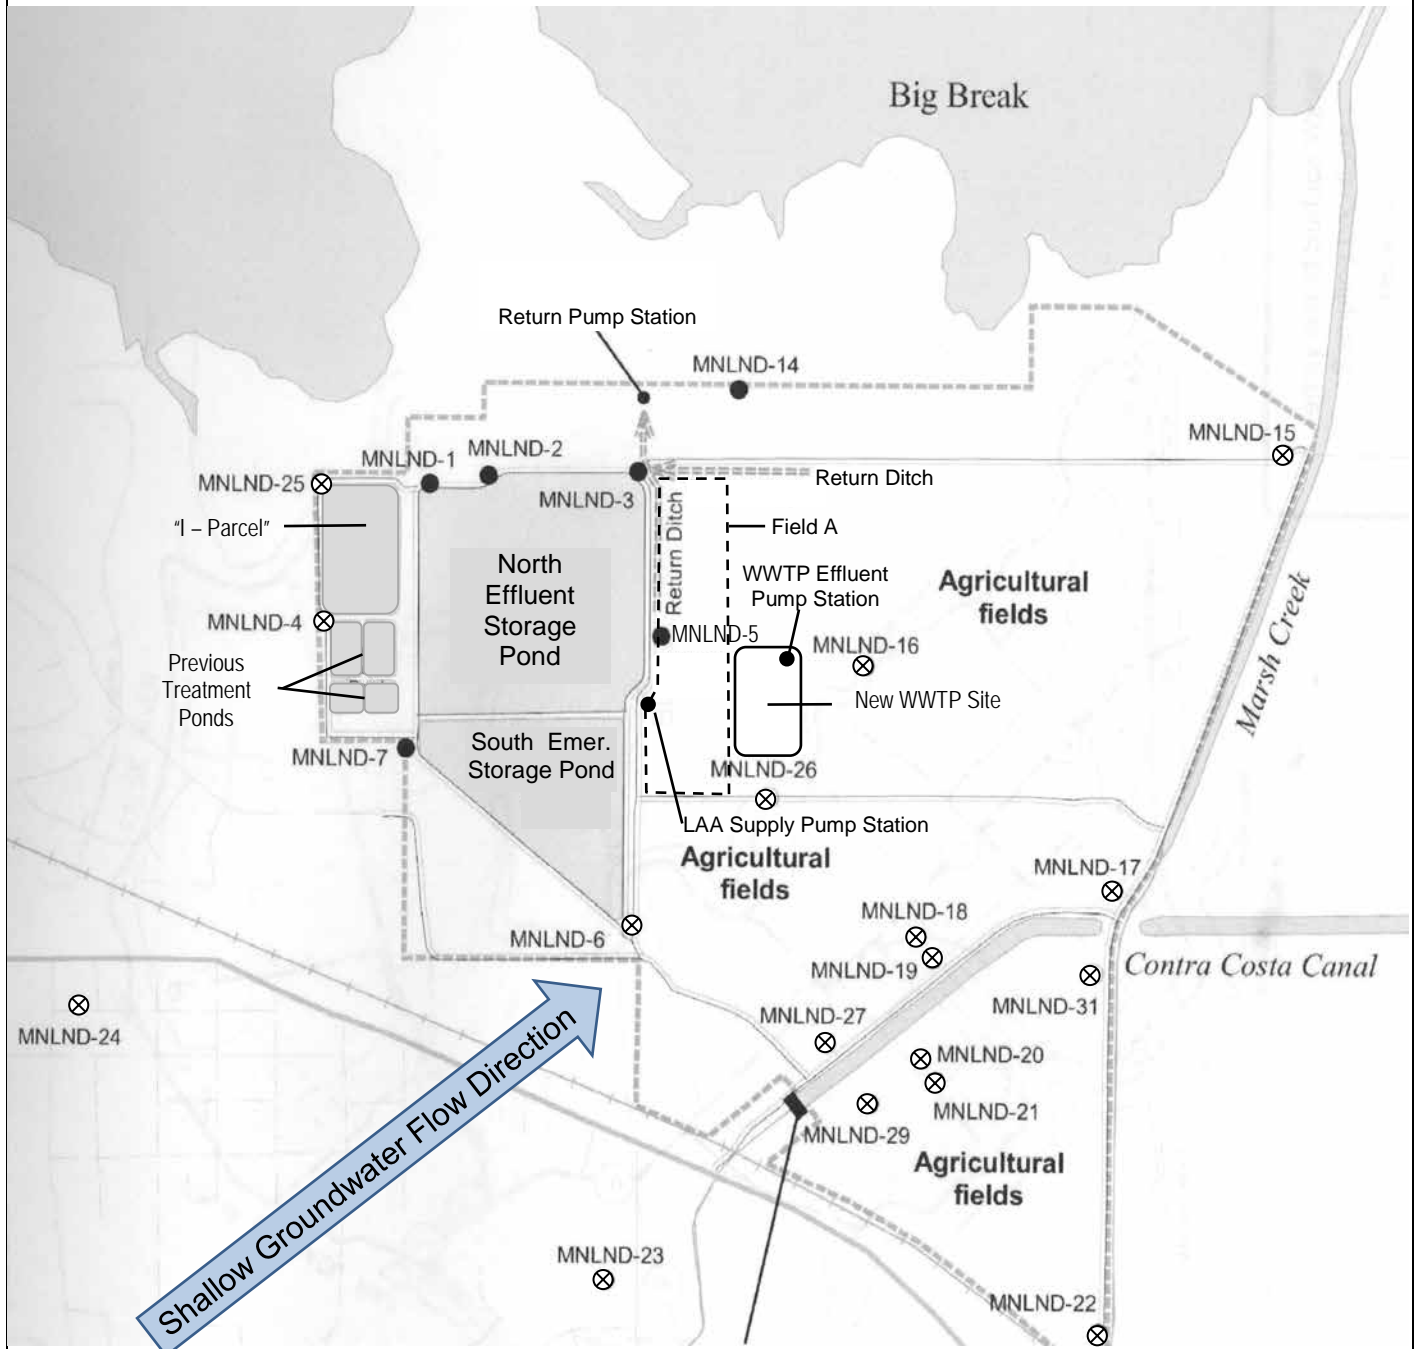 Big Break
Return Pump Station
MNLND-14
MNLND-15
MNLND-2
MNLND-1
MNLND-25
MNLND-3
Return Ditch
"I – Parcel"
Field A
Return Ditch
North
Effluent
Storage
Pond
WWTP Effluent
Pump Station
Agricultural
fields
MNLND-4
MNLND-5
MNLND-16
Marsh Creek
Previous
Treatment
Ponds
New WWTP Site
South Emer.
Storage Pond
MNLND-7
MNLND-26
LAA Supply Pump Station
Agricultural
fields
MNLND-17
MNLND-18
MNLND-6
MNLND-19
Contra Costa Canal
MNLND-31
MNLND-24
MNLND-27
MNLND-20
MNLND-21
MNLND-29
Agricultural
fields
Shallow Groundwater Flow Direction
MNLND-23
MNLND-22